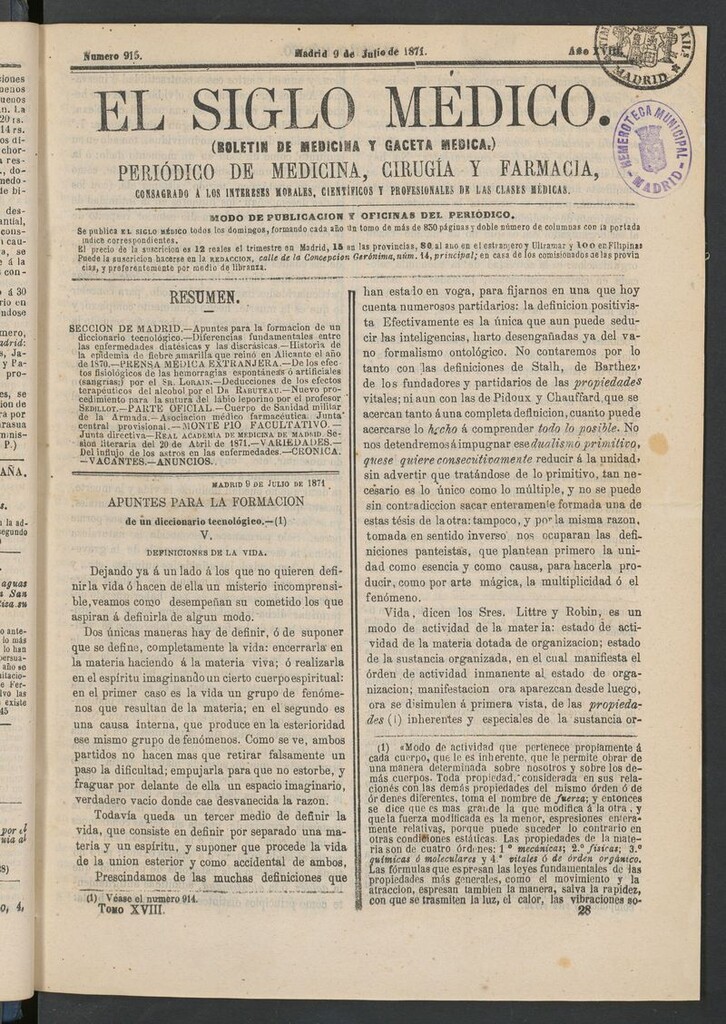 Numero 915.
Madrid 9 de Julio de 1871.
Año XVIII.
MADRID
HEMEROTECA MUNICIPAL
MADRID
EL SIGLO MÉDICO.
(BOLETIN DE MEDICINA Y GACETA MEDICA.)
PERIÓDICO DE MEDICINA, CIRUGÍA Y FARMACIA,
CONSAGRADO Á LOS INTERESES MORALES, CIENTÍFICOS Y PROFESIONALES DE LAS CLASES MÉDICAS.
MODO DE PUBLICACION Y OFICINAS DEL PERIÓDICO.
Se publica EL SIGLO MÉDICO todos los domingos, formando cada año un tomo de más de 830 páginas y doble número de columnas con la portada
índice correspondientes.
El precio de la suscricion es 12 reales el trimestre en Madrid, 15 en las provincias, 80 al año en el estranjero y Ultramar y 100 en Filipinas
Puede la suscricion hacerse en la REDACCION, calle de la Concepcion Gerónima, núm. 14, principal; en casa de los comisionados de las provin
cias, y preferentemente por medio de libranza.
RESUMEN.
SECCION DE MADRID.—Apuntes para la formacion de un
diccionario tecnológico.—Diferencias fundamentales entre
las enfermedades diatésicas y las discrásicas.—Historia de
la epidemia de fiebre amarilla que reinó en Alicante el año
de 1870.—PRENSA MÉDICA EXTRANJERA.—De los efec
tos fisiológicos de las hemorragias espontáneas ó artificiales
(sangrias;) por el SR. LORAIN.—Deducciones de los efectos
terapéuticos del alcohol por el DR. RABUTEAU.—Nuevo pro-
cedimiento para la sutura del lábio leporino por el profesor
SEDILLOT.—PARTE OFICIAL.—Cuerpo de Sanidad militar
de la Armada.—Asociacion médico farmacéutica. Junta
central provisional.—MONTE PIO FACULTATIVO.—
Junta directiva—REAL ACADEMIA DE MEDICINA DE MADRID. Se-
sion literaria del 20 de Abril de 1871.—VARIEDADES.—
Del influjo de los astros en las enfermedades.—CRONICA.
—VACANTES.—ANUNCIOS.
MADRID 9 DE JULIO DE 1871.
APUNTES PARA LA FORMACION
de un diccionario tecnológico.—(1)
V.
DEFINICIONES DE LA VIDA.
Dejando ya á un lado á los que no quieren defi-
nirla vida ó hacen de ella un misterio incomprensi-
ble, veamos como desempeñan su cometido los que
aspiran á definirla de algun modo.
Dos únicas maneras hay de definir, ó de suponer
que se define, completamente la vida: encerrarla en
la materia haciendo á la materia viva; ó realizarla
en el espíritu imaginando un cierto cuerpo espiritual:
en el primer caso es la vida un grupo de fenóme-
nos que resultan de la materia; en el segundo es
una causa interna, que produce en la esterioridad
ese mismo grupo de fenómenos. Como se ve, ambos
partidos no hacen mas que retirar falsamente un
paso la dificultad; empujarla para que no estorbe, y
fraguar por delante de ella un espacio imaginario,
verdadero vacio donde cae desvanecida la razon.
Todavía queda un tercer medio de definir la
vida, que consiste en definir por separado una mate-
ria y un espíritu, y suponer que procede la vida
de la union esterior y como accidental de ambos,
Prescindamos de las muchas definiciones que
(1) Véase el numero 914.
TOMO XVIII.
han estado en voga, para fijarnos en una que hoy
cuenta numerosos partidarios: la definicion positivis-
ta Efectivamente es la única que aun puede sedu-
cir las inteligencias, harto desengañadas ya del va-
no formalismo ontológico. No contaremos por lo
tanto con las definiciones de Stalh, de Barthez,
de los fundadores y partidarios de las propiedades
vitales; ni aun con las de Pidoux y Chauffard, que se
acercan tanto á una completa definicion, cuanto puede
acercarse lo hecho á comprender todo lo posible. No
nos detendremos á impugnar ese dualismo primitivo,
que se quiere consecutivamente reducir á la unidad,
sin advertir que tratándose de lo primitivo, tan ne-
cesario es lo único como lo múltiple, y no se puede
sin contradiccion sacar enteramente formada una de
estas tésis de la otra: tampoco, y por la misma razon,
tomada en sentido inverso, nos ocuparan las defi-
niciones panteistas, que plantean primero la uni-
dad como esencia y como causa, para hacerla pro-
ducir, como por arte mágica, la multiplicidad ó el
fenómeno.
Vida, dicen los Sres. Littre y Robin, es un
modo de actividad de la materia: estado de acti-
vidad de la materia dotada de organizacion; estado
de la sustancia organizada, en el cual manifiesta el
órden de actividad inmanente al estado de orga-
nizacion; manifestacion ora aparezcan desde luego,
ora se disimulen á primera vista, de las propieda-
des (1) inherentes y especiales de la sustancia or-
(1) «Modo de actividad que pertenece propiamente á
cada cuerpo, que le es inherente, que le permite obrar de
una manera determinada sobre nosotros y sobre los de-
más cuerpos. Toda propiedad, considerada en sus rela-
ciones con las demás propiedades del mismo órden ó de
órdenes diferentes, toma el nombre de fuerza; y entonces
se dice que es mas grande la que modifica á la otra, y
que la fuerza modificada es la menor, espresiones entera-
mente relativas, porque puede suceder lo contrario en
otras condiciones estáticas. Las propiedades de la mate-
ria son de cuatro órdenes: 1.º mecánicas; 2.º físicas; 3.º
químicas ó moleculares y 4.º vitales ó de órden orgánico.
Las fórmulas que espresan las leyes fundamentales de las
propiedades más generales, como el movimiento y la
atraccion, espresan tambien la manera, salva la rapidez,
con que se trasmiten la luz, el calor, las vibraciones so-
28